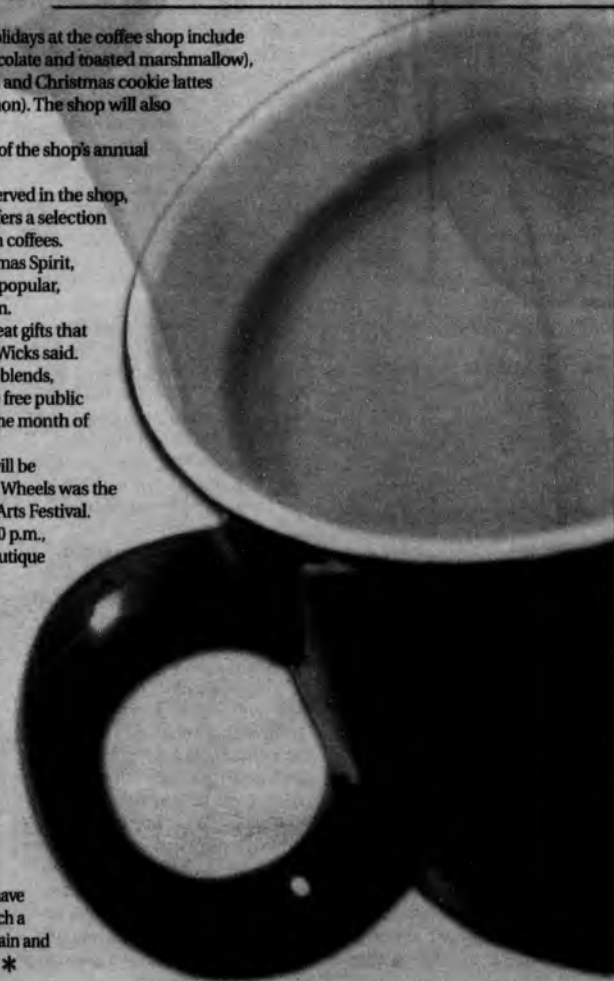 lidays at the coffee shop include
colate and toasted marshmallow),
and Christmas cookie lattes
on). The shop will also
of the shop's annual
erved in the shop,
ers a selection
coffees.
mas Spirit,
popular,
n.
eat gifts that
Wicks said.
blends,
free public
he month of
ill be
Wheels was the
Arts Festival.
0 p.m.,
utique
ave
ch a
ain and
*